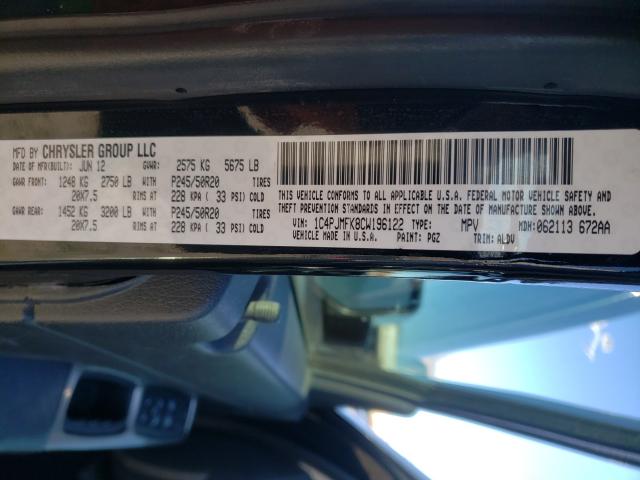 MFD BY CHRYSLER GROUP LLC
DATE OF MFR(BUILT): JUN 12 GVWR: 2575 KG 5675 LB
GAWR FRONT: 1248 KG 2750 LB WITH P245/50R20 TIRES
20X7.5 RIMS AT 228 KPA ( 33 PSI) COLD
GAWR REAR: 1452 KG 3200 LB WITH P245/50R20 TIRES
20X7.5 RIMS AT 228 KPA ( 33 PSI) COLD
THIS VEHICLE CONFORMS TO ALL APPLICABLE U.S.A. FEDERAL MOTOR VEHICLE SAFETY AND
THEFT PREVENTION STANDARDS IN EFFECT ON THE DATE OF MANUFACTURE SHOWN ABOVE.
VIN: 1C4PJMFK8CW196122 TYPE: MPV MDH: 062113 672AA
VEHICLE MADE IN U.S.A. PAINT: PGZ TRIM: ALDV